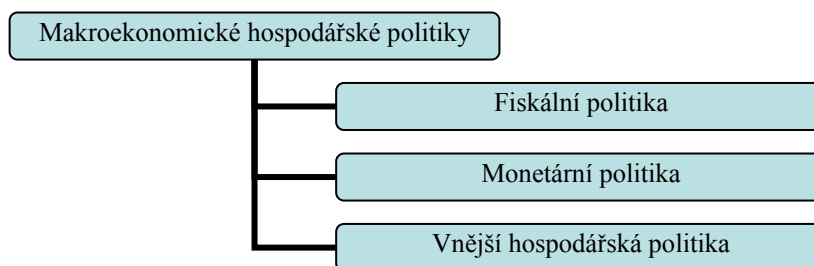 Makroekonomické hospodářské politiky
Fiskální politika
Monetární politika
Vnější hospodářská politika